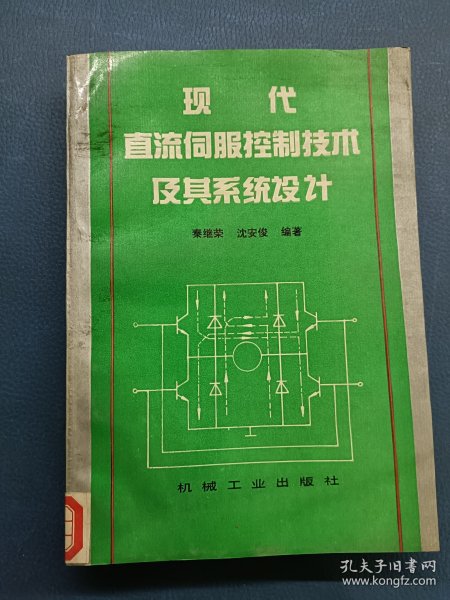 现代
直流伺服控制技术
及其系统设计
秦继荣 沈安俊 编著
机械工业出版社
孔夫子旧书网
www.kongfz.com